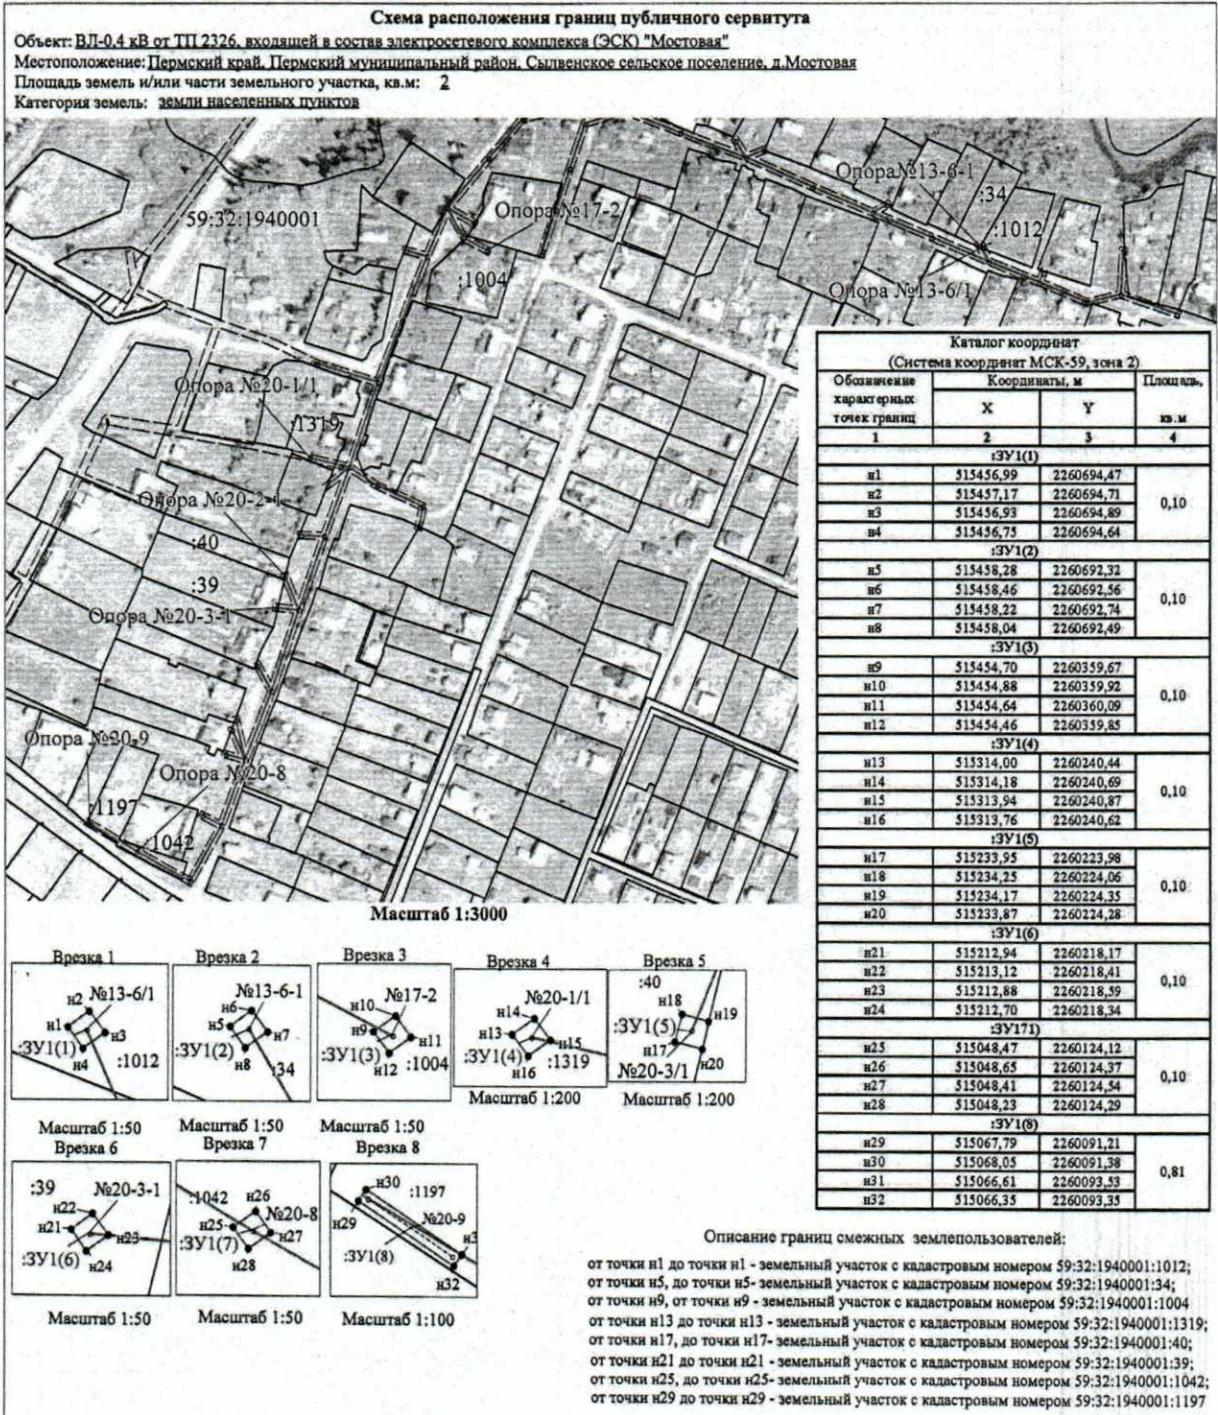 Схема расположения границ публичного сервитута
Объект: ВЛ-0,4 кВ от ТП 2326, входящей в состав электросетевого комплекса (ЭСК) "Мостовая"
Местоположение: Пермский край, Пермский муниципальный район, Сылвенское сельское поселение, д.Мостовая
Площадь земель и/или части земельного участка, кв.м: 2
Категория земель: земли населенных пунктов
Опора№13-6-1
:34
Опора №17-2
59:32:1940001
:1012
:1004
Опора №13-6/1
Опора №20-1/1
:1319
Опора №20-2-1
:40
:39
Опора №20-3-1
Опора №20-9
Опора №20-8
:1197
:1042
Масштаб 1:3000
Каталог координат
(Система координат МСК-59, зона 2)
Обозначение характерных точек границ Координаты, м Площадь, кв.м
X Y
1 2 3 4
:ЗУ1(1)
н1 515456,99 2260694,47
н2 515457,17 2260694,71
0,10
н3 515456,93 2260694,89
н4 515456,75 2260694,64
:ЗУ1(2)
н5 515458,28 2260692,32
н6 515458,46 2260692,56
0,10
н7 515458,22 2260692,74
н8 515458,04 2260692,49
:ЗУ1(3)
н9 515454,70 2260359,67
н10 515454,88 2260359,92
0,10
н11 515454,64 2260360,09
н12 515454,46 2260359,85
:ЗУ1(4)
н13 515314,00 2260240,44
н14 515314,18 2260240,69
0,10
н15 515313,94 2260240,87
н16 515313,76 2260240,62
:ЗУ1(5)
н17 515233,95 2260223,98
н18 515234,25 2260224,06
0,10
н19 515234,17 2260224,35
н20 515233,87 2260224,28
:ЗУ1(6)
н21 515212,94 2260218,17
н22 515213,12 2260218,41
0,10
н23 515212,88 2260218,59
н24 515212,70 2260218,34
:ЗУ171)
н25 515048,47 2260124,12
н26 515048,65 2260124,37
0,10
н27 515048,41 2260124,54
н28 515048,23 2260124,29
:ЗУ1(8)
н29 515067,79 2260091,21
н30 515068,05 2260091,38
0,81
н31 515066,61 2260093,53
н32 515066,35 2260093,35
Врезка 1
н2 №13-6/1
н1 н3
:ЗУ1(1) н4 :1012
Масштаб 1:50
Врезка 2
н6 №13-6-1
н5 н7
:ЗУ1(2) н8 :34
Масштаб 1:50
Врезка 3
н10 №17-2
н9 н11
:ЗУ1(3) н12 :1004
Масштаб 1:50
Врезка 4
н14 №20-1/1
н13 н15
:ЗУ1(4) н16 :1319
Масштаб 1:200
Врезка 5
:40
н18 н19
:ЗУ1(5)
н17 н20
№20-3/1
Масштаб 1:200
Врезка 6
:39 №20-3-1
н22
н21 н23
:ЗУ1(6) н24
Масштаб 1:50
Врезка 7
:1042 н26
№20-8
н25 н27
:ЗУ1(7)
н28
Масштаб 1:50
Врезка 8
н30 :1197
н29 №20-9
н3
:ЗУ1(8)
н32
Масштаб 1:100
Описание границ смежных землепользователей:
от точки н1 до точки н1 - земельный участок с кадастровым номером 59:32:1940001:1012;
от точки н5, до точки н5- земельный участок с кадастровым номером 59:32:1940001:34;
от точки н9, от точки н9 - земельный участок с кадастровым номером 59:32:1940001:1004
от точки н13 до точки н13 - земельный участок с кадастровым номером 59:32:1940001:1319;
от точки н17, до точки н17- земельный участок с кадастровым номером 59:32:1940001:40;
от точки н21 до точки н21 - земельный участок с кадастровым номером 59:32:1940001:39;
от точки н25, до точки н25- земельный участок с кадастровым номером 59:32:1940001:1042;
от точки н29 до точки н29 - земельный участок с кадастровым номером 59:32:1940001:1197